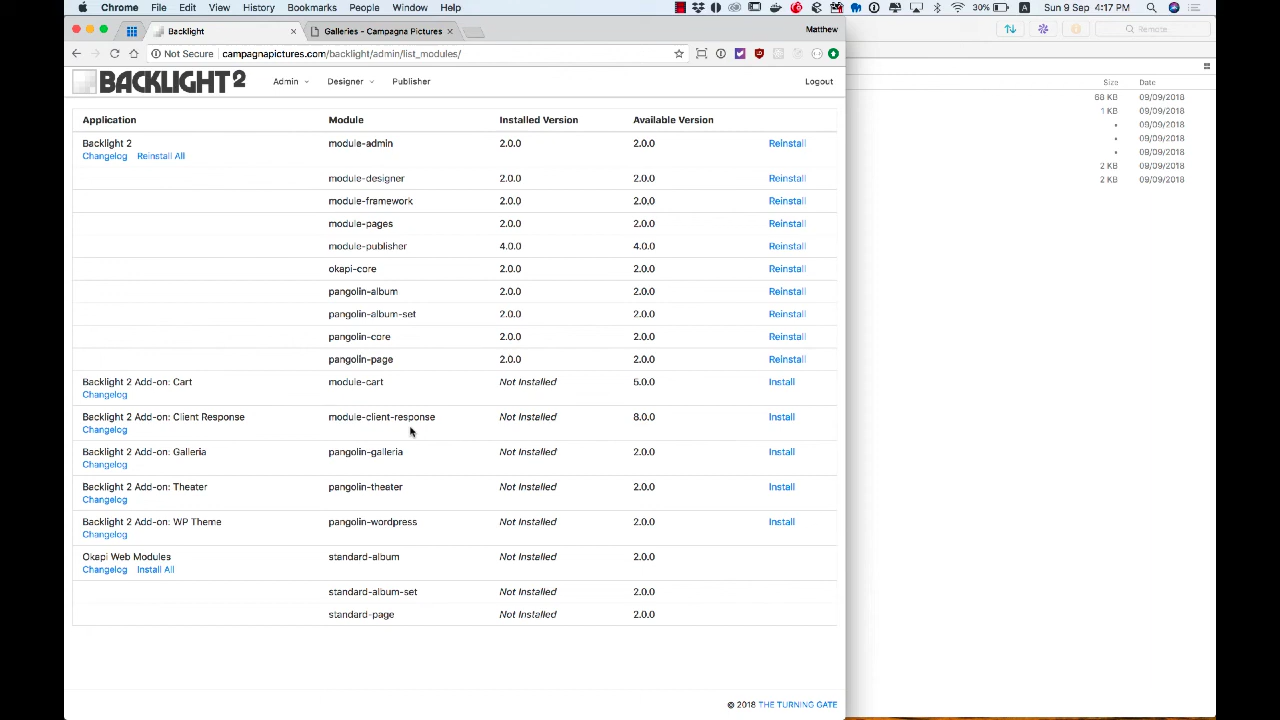 Chrome File Edit View History Bookmarks People Window Help 30% Sun 9 Sep 4:17 PM
Backlight Galleries - Campagna Pictures Matthew
Not Secure campagnapictures.com/backlight/admin/list_modules/
Remote
BACKLIGHT 2 Admin Designer Publisher Logout
Size Date
68 KB 09/09/2018
1 KB 09/09/2018
09/09/2018
09/09/2018
09/09/2018
2 KB 09/09/2018
2 KB 09/09/2018
Application Module Installed Version Available Version
Backlight 2 module-admin 2.0.0 2.0.0 Reinstall
Changelog Reinstall All
module-designer 2.0.0 2.0.0 Reinstall
module-framework 2.0.0 2.0.0 Reinstall
module-pages 2.0.0 2.0.0 Reinstall
module-publisher 4.0.0 4.0.0 Reinstall
okapi-core 2.0.0 2.0.0 Reinstall
pangolin-album 2.0.0 2.0.0 Reinstall
pangolin-album-set 2.0.0 2.0.0 Reinstall
pangolin-core 2.0.0 2.0.0 Reinstall
pangolin-page 2.0.0 2.0.0 Reinstall
Backlight 2 Add-on: Cart module-cart Not Installed 5.0.0 Install
Changelog
Backlight 2 Add-on: Client Response module-client-response Not Installed 8.0.0 Install
Changelog
Backlight 2 Add-on: Galleria pangolin-galleria Not Installed 2.0.0 Install
Changelog
Backlight 2 Add-on: Theater pangolin-theater Not Installed 2.0.0 Install
Changelog
Backlight 2 Add-on: WP Theme pangolin-wordpress Not Installed 2.0.0 Install
Changelog
Okapi Web Modules standard-album Not Installed 2.0.0
Changelog Install All
standard-album-set Not Installed 2.0.0
standard-page Not Installed 2.0.0
© 2018 THE TURNING GATE